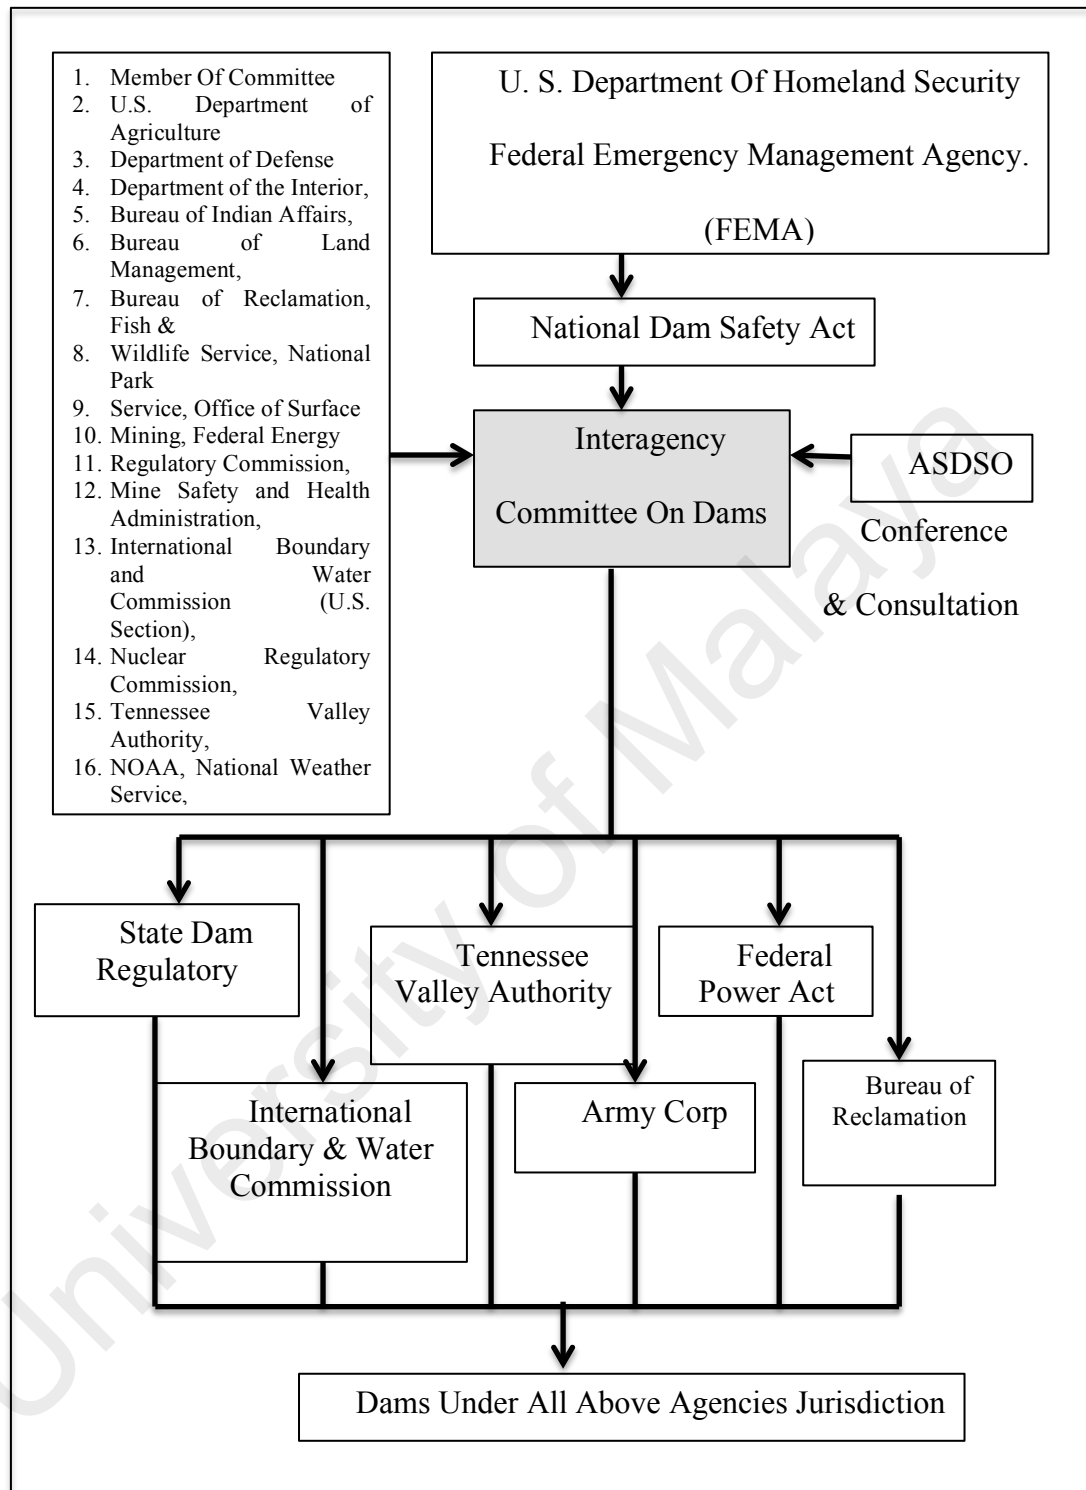 1. Member Of Committee
2. U.S. Department of
Agriculture
3. Department of Defense
4. Department of the Interior,
5. Bureau of Indian Affairs,
6. Bureau of Land
Management,
7. Bureau of Reclamation,
Fish &
8. Wildlife Service, National
Park
9. Service, Office of Surface
10. Mining, Federal Energy
11. Regulatory Commission,
12. Mine Safety and Health
Administration,
13. International Boundary
and Water
Commission (U.S.
Section),
14. Nuclear Regulatory
Commission,
15. Tennessee Valley
Authority,
16. NOAA, National Weather
Service,
U. S. Department Of Homeland Security
Federal Emergency Management Agency.
(FEMA)
National Dam Safety Act
Interagency
Committee On Dams
ASDSO
Conference
& Consultation
State Dam
Regulatory
International
Boundary & Water
Commission
Tennessee
Valley Authority
Army Corp
Federal
Power Act
Bureau of
Reclamation
Dams Under All Above Agencies Jurisdiction
University of Malaya